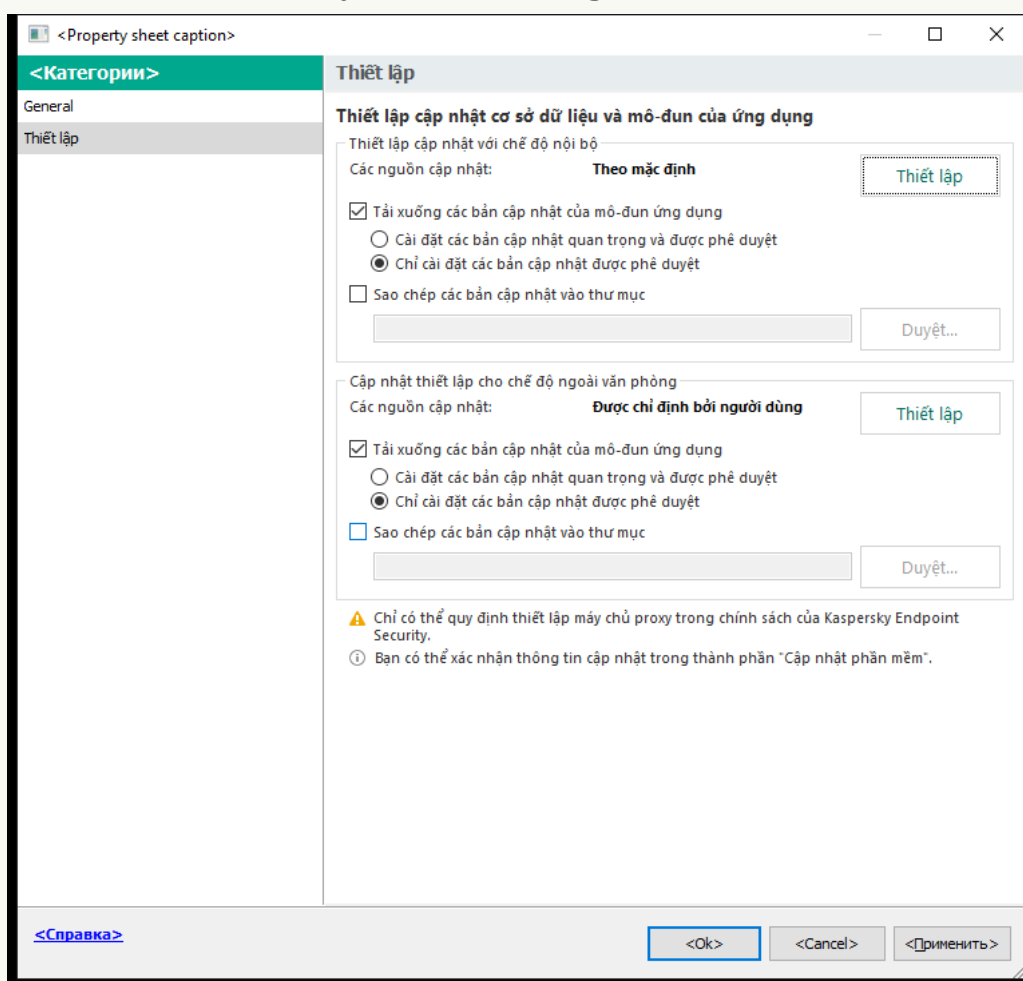 <Property sheet caption>
<Категории>
General
Thiết lập
Thiết lập
Thiết lập cập nhật cơ sở dữ liệu và mô-đun của ứng dụng
Thiết lập cập nhật với chế độ nội bộ
Các nguồn cập nhật: Theo mặc định Thiết lập
Tải xuống các bản cập nhật của mô-đun ứng dụng
Cài đặt các bản cập nhật quan trọng và được phê duyệt
Chỉ cài đặt các bản cập nhật được phê duyệt
Sao chép các bản cập nhật vào thư mục
Duyệt...
Cập nhật thiết lập cho chế độ ngoài văn phòng
Các nguồn cập nhật: Được chỉ định bởi người dùng Thiết lập
Tải xuống các bản cập nhật của mô-đun ứng dụng
Cài đặt các bản cập nhật quan trọng và được phê duyệt
Chỉ cài đặt các bản cập nhật được phê duyệt
Sao chép các bản cập nhật vào thư mục
Duyệt...
Chỉ có thể quy định thiết lập máy chủ proxy trong chính sách của Kaspersky Endpoint
Security.
Bạn có thể xác nhận thông tin cập nhật trong thành phần "Cập nhật phần mềm".
<Справка>
<Ok> <Cancel> <Применить>